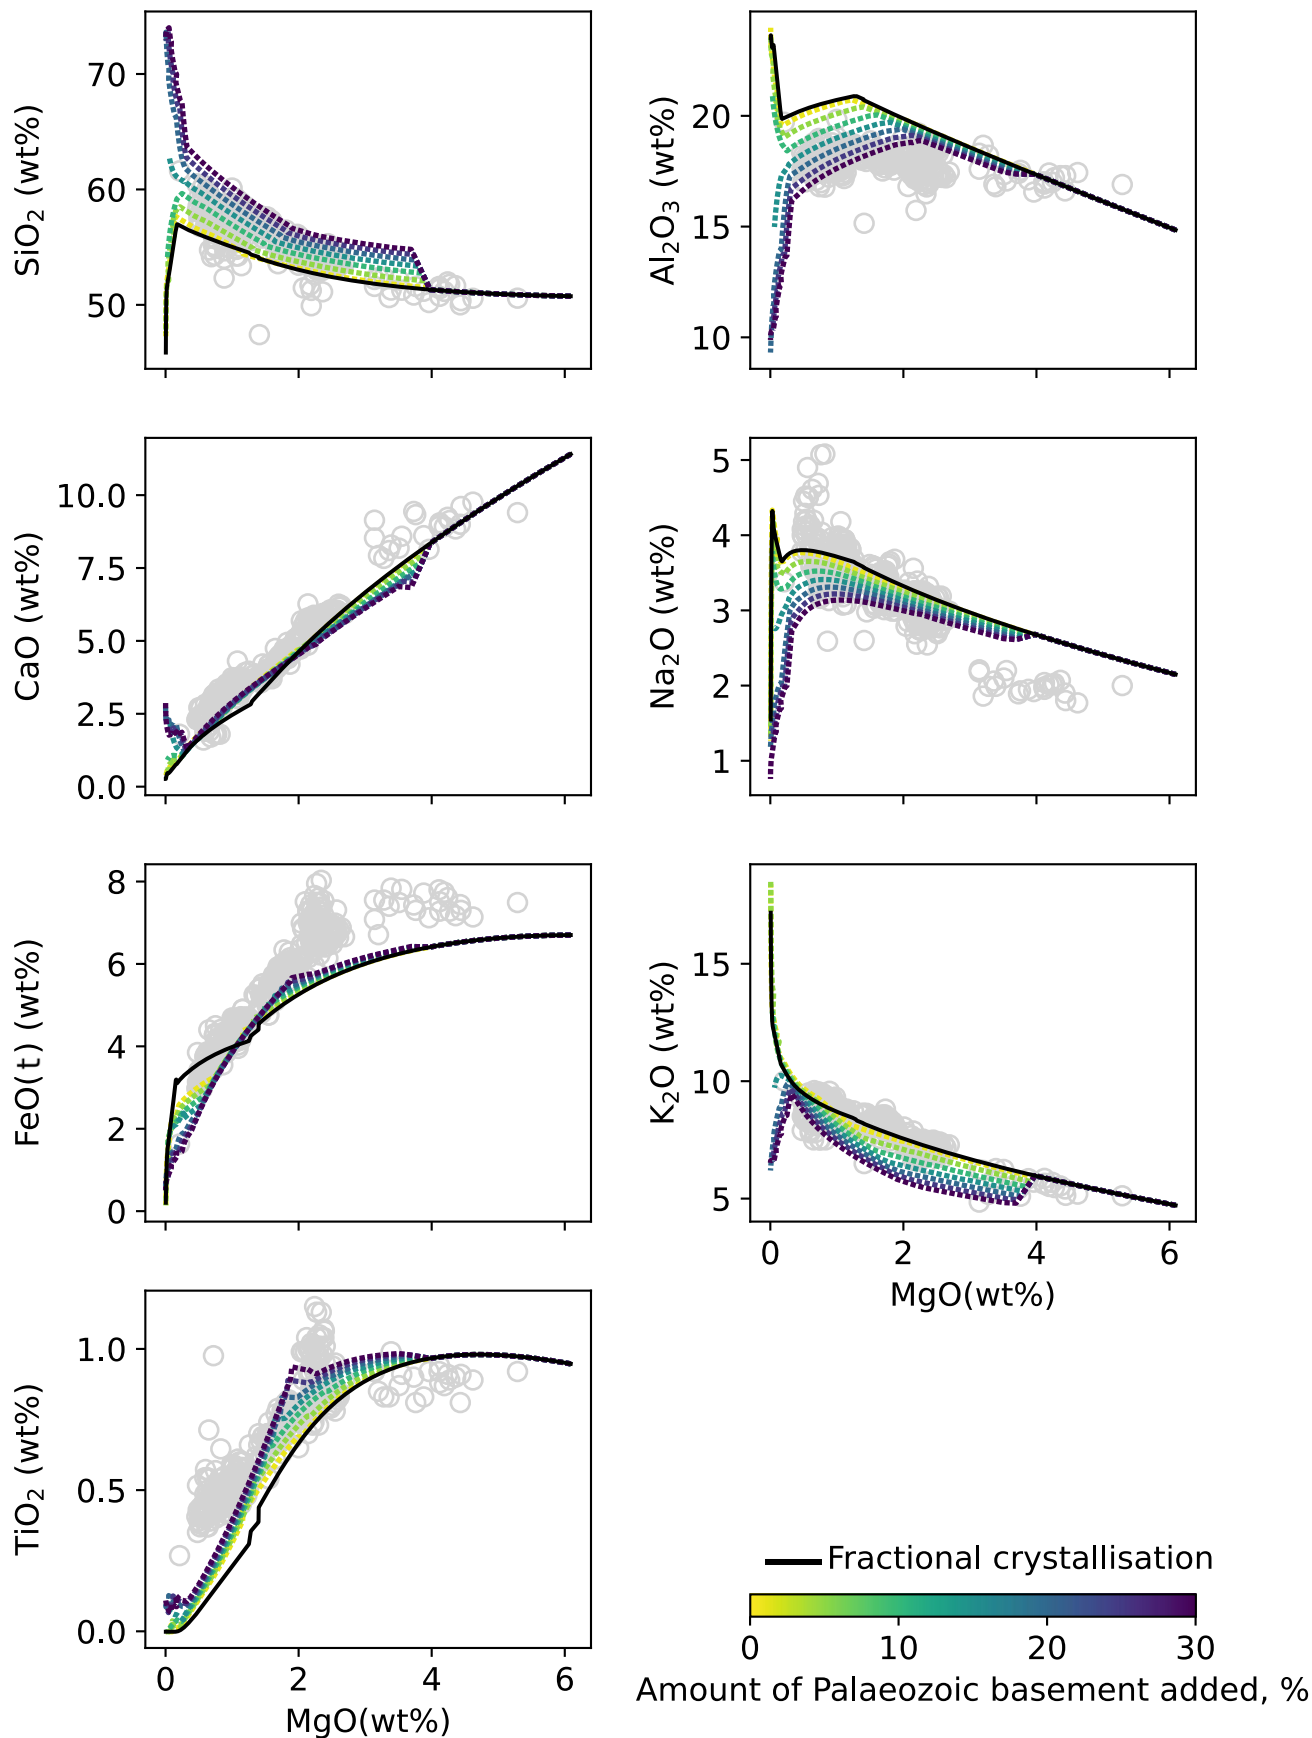 SiO₂ (wt%)
70
60
50
Al₂O₃ (wt%)
20
15
10
CaO (wt%)
10.0
7.5
5.0
2.5
0.0
Na₂O (wt%)
5
4
3
2
1
FeO(t) (wt%)
8
6
4
2
0
K₂O (wt%)
15
10
5
0 2 4 6
MgO(wt%)
TiO₂ (wt%)
1.0
0.5
0.0
0 2 4 6
MgO(wt%)
Fractional crystallisation
0 10 20 30
Amount of Palaeozoic basement added, %